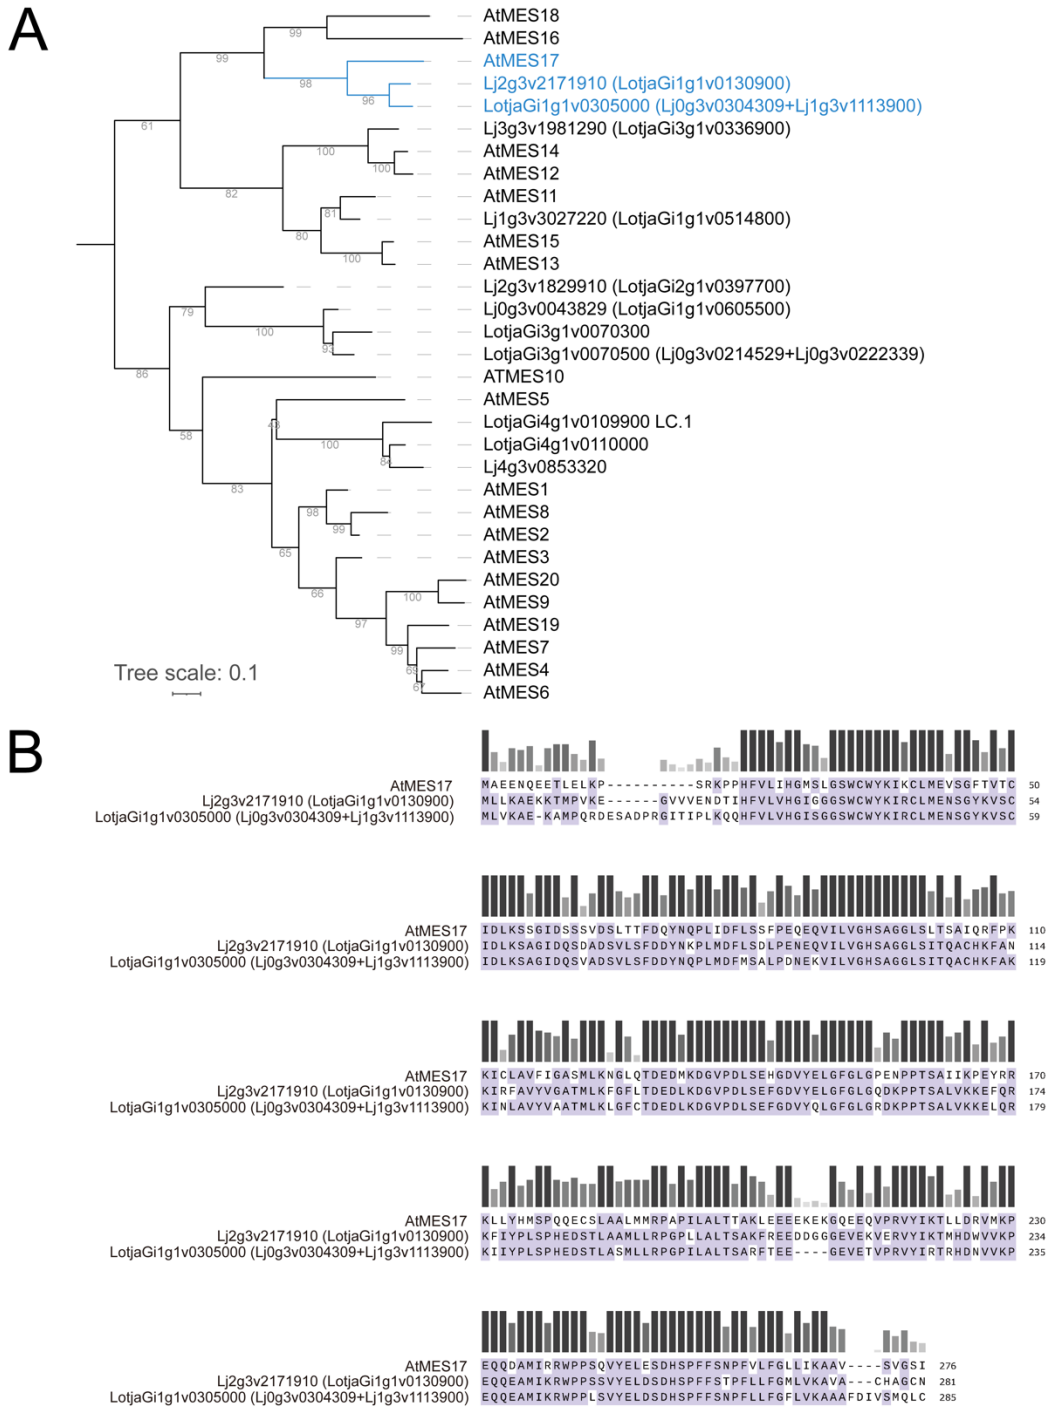 A
AtMES18
99
AtMES16
99
AtMES17
98
Lj2g3v2171910 (LotjaGi1g1v0130900)
96
LotjaGi1g1v0305000 (Lj0g3v0304309+Lj1g3v1113900)
61
Lj3g3v1981290 (LotjaGi3g1v0336900)
100
AtMES14
100
AtMES12
82
AtMES11
81
Lj1g3v3027220 (LotjaGi1g1v0514800)
80
AtMES15
100
AtMES13
Lj2g3v1829910 (LotjaGi2g1v0397700)
79
Lj0g3v0043829 (LotjaGi1g1v0605500)
100
LotjaGi3g1v0070300
93
LotjaGi3g1v0070500 (Lj0g3v0214529+Lj0g3v0222339)
86
ATMES10
58
AtMES5
43
LotjaGi4g1v0109900 LC.1
100
LotjaGi4g1v0110000
84
Lj4g3v0853320
83
AtMES1
98
AtMES8
99
AtMES2
65
AtMES3
66
AtMES20
100
AtMES9
97
AtMES19
99
AtMES7
69
AtMES4
67
AtMES6
Tree scale: 0.1
B
AtMES17 MAEENQEETLELKP----------SRKPPHFVLIHGMSLGSWCWYKIKCLMEVSGFTVTC 50
Lj2g3v2171910 (LotjaGi1g1v0130900) MLLKAEKKTMPVKE------GVVVENDTIHFVLVHGIGGGSWCWYKIRCLMENSGYKVSC 54
LotjaGi1g1v0305000 (Lj0g3v0304309+Lj1g3v1113900) MLVKAE-KAMPQRDESADPRGITIPLKQQHFVLVHGISGGSWCWYKIRCLMENSGYKVSC 59
AtMES17 IDLKSSGIDSSSVDSLTTFDQYNQPLIDFLSSFPEQEQVILVGHSAGGLSLTSAIQRFPK 110
Lj2g3v2171910 (LotjaGi1g1v0130900) IDLKSAGIDQSDADSVLSFDDYNKPLMDFLSDLPENEQVILVGHSAGGLSITQACHKFAN 114
LotjaGi1g1v0305000 (Lj0g3v0304309+Lj1g3v1113900) IDLKSAGIDQSVADSVLSFDDYNQPLMDFMSALPDNEKVILVGHSAGGLSITQACHKFAK 119
AtMES17 KICLAVFIGASMLKNGLQTDEDMKDGVPDLSEHGDVYELGFGLGPENPPTSAIIKPEYRR 170
Lj2g3v2171910 (LotjaGi1g1v0130900) KIRFAVYVGATMLKFGFLTDEDLKDGVPDLSEFGDVYELGFGLGQDKPPTSALVKKEFQR 174
LotjaGi1g1v0305000 (Lj0g3v0304309+Lj1g3v1113900) KINLAVYVAATMLKLGFCTDEDLKDGVPDLSEFGDVYQLGFGLGRDKPPTSALVKKELQR 179
AtMES17 KLLYHMSPQQECSLAALMMRPAPILALTTAKLEEEEKEKGQEEQVPRVYIKTLLDRVMKP 230
Lj2g3v2171910 (LotjaGi1g1v0130900) KFIYPLSPHEDSTLAAMLLRPGPLLALTSAKFREEDDGGGEVEKVERVYIKTMHDWVVKP 234
LotjaGi1g1v0305000 (Lj0g3v0304309+Lj1g3v1113900) KIIYPLSPHEDSTLASMLLRPGPILALTSARFTEE----GEVETVPRVYIRTRHDNVVKP 235
AtMES17 EQQDAMIRRWPPSQVYELESDHSPFFSNPFVLFGLLIKAAV----SVGSI 276
Lj2g3v2171910 (LotjaGi1g1v0130900) EQQEAMIKRWPPSSVYELDSDHSPFFSTPFLLFGMLVKAVA---CHAGCN 281
LotjaGi1g1v0305000 (Lj0g3v0304309+Lj1g3v1113900) EQQEAMIKRWPPLSVYELDSDHSPFFSNPFLLFGFLVKAAAFDIVSMQLC 285